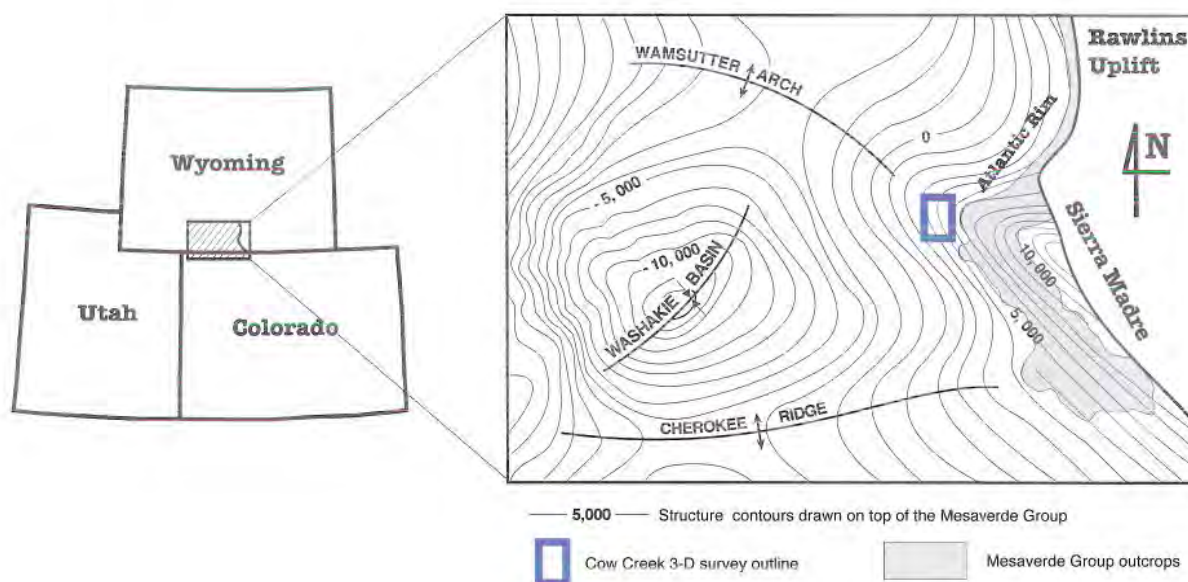 Wyoming
Utah
Colorado
WAMSUTTER ARCH
Rawlins
Uplift
Atlantic Rim
0
N
- 5,000
Sierra Madre
- 10,000
WASHAKIE BASIN
10,000
5,000
CHEROKEE RIDGE
5,000 Structure contours drawn on top of the Mesaverde Group
Cow Creek 3-D survey outline
Mesaverde Group outcrops